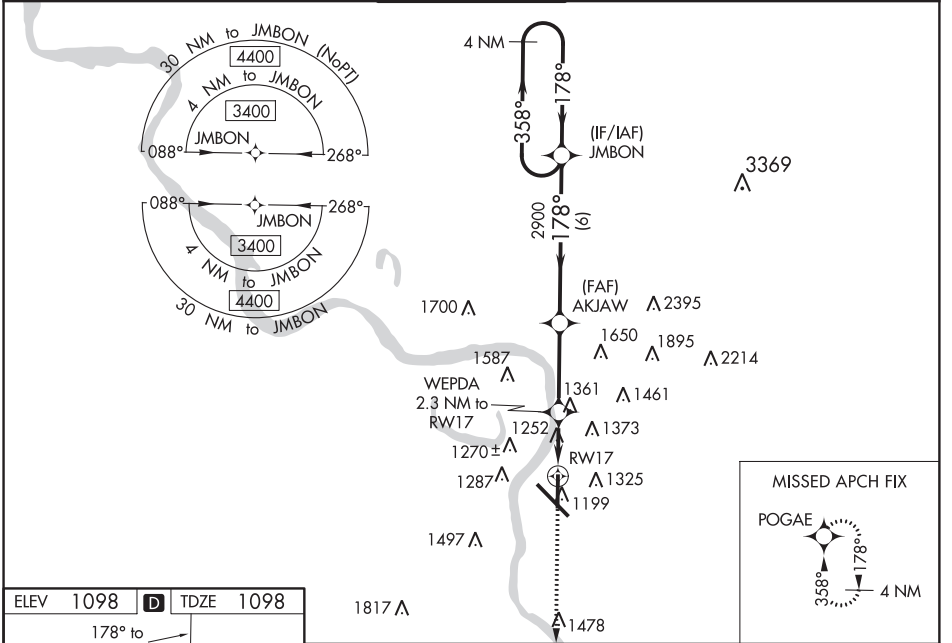 30 NM to JMBON (NoPT)
4400
4 NM to JMBON
3400
JMBON
088°
268°
088°
268°
JMBON
3400
4 NM to JMBON
4400
30 NM to JMBON
4 NM
358°
178°
(IF/IAF)
JMBON
3369
2900
178°
(6)
(FAF)
AKJAW
2395
1700
1650
1895
2214
1587
WEPDA
2.3 NM to
RW17
1361
1461
1252
1373
1270±
RW17
1287
1325
1199
1497
1817
1478
MISSED APCH FIX
POGAE
178°
358°
4 NM
ELEV 1098 D TDZE 1098
178° to